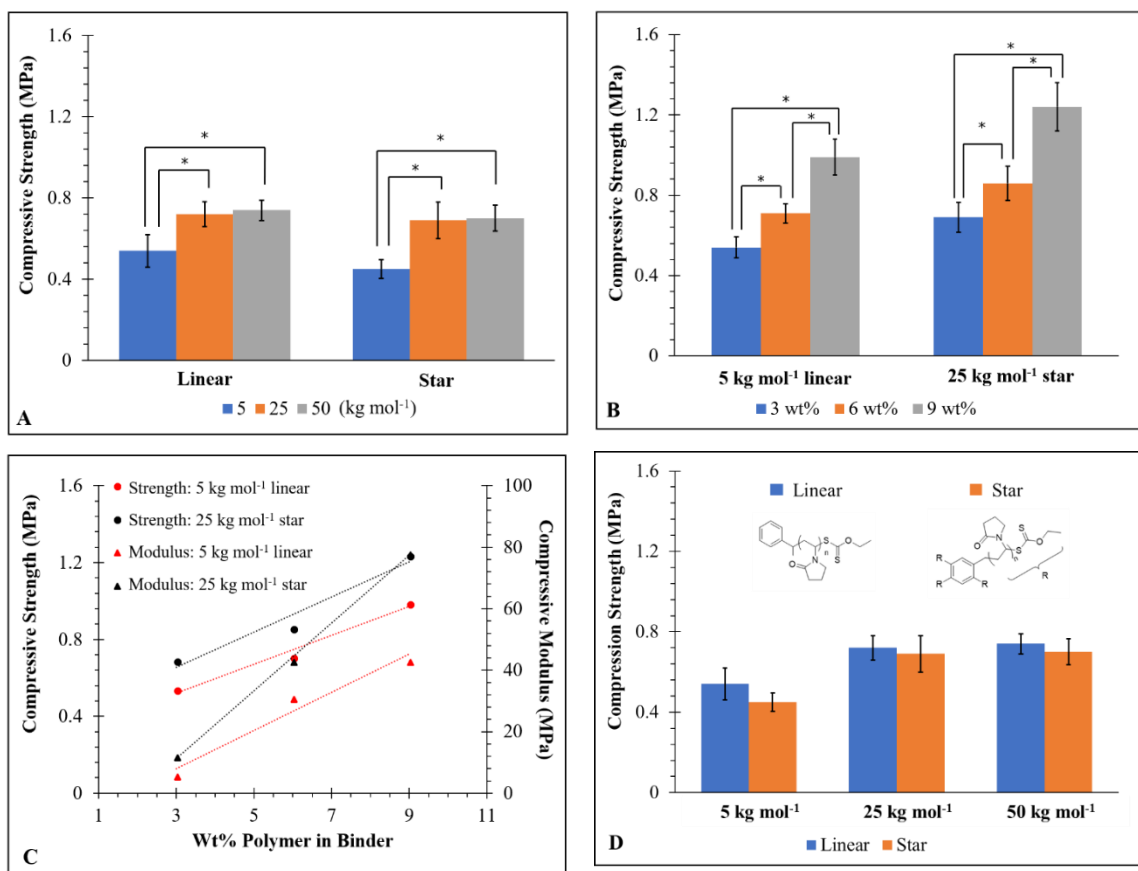 Compressive Strength (MPa)
1.6
1.2
0.8
0.4
0
*
*
*
*
Linear
Star
5 25 50 (kg mol⁻¹)
A
Compressive Strength (MPa)
1.6
1.2
0.8
0.4
0
*
*
*
*
*
*
5 kg mol⁻¹ linear
25 kg mol⁻¹ star
3 wt% 6 wt% 9 wt%
B
Compressive Strength (MPa)
1.6
1.2
0.8
0.4
0
Strength: 5 kg mol⁻¹ linear
Strength: 25 kg mol⁻¹ star
Modulus: 5 kg mol⁻¹ linear
Modulus: 25 kg mol⁻¹ star
100
80
60
40
20
0
Compressive Modulus (MPa)
1 3 5 7 9 11
Wt% Polymer in Binder
C
Compression Strength (MPa)
1.6
1.2
0.8
0.4
0.0
Linear
Star
S
O
n
N
S
O
N
O
S
S
O
n
R
R
R
R
5 kg mol⁻¹
25 kg mol⁻¹
50 kg mol⁻¹
Linear Star
D